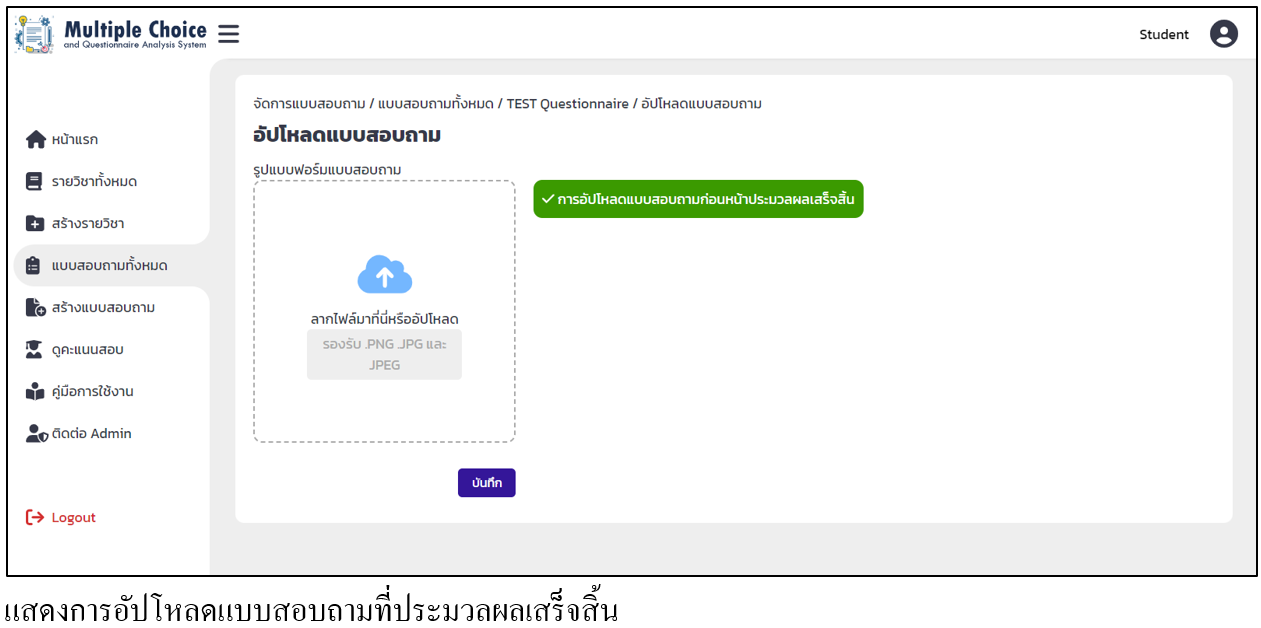 Multiple Choice
and Questionnaire Analysis System
Student
หน้าแรก
รายวิชาทั้งหมด
สร้างรายวิชา
แบบสอบถามทั้งหมด
สร้างแบบสอบถาม
ดูคะแนนสอบ
คู่มือการใช้งาน
ติดต่อ Admin
Logout
จัดการแบบสอบถาม / แบบสอบถามทั้งหมด / TEST Questionnaire / อัปโหลดแบบสอบถาม
อัปโหลดแบบสอบถาม
รูปแบบฟอร์มแบบสอบถาม
ลากไฟล์มาที่นี่หรืออัปโหลด
รองรับ .PNG .JPG และ
.JPEG
บันทึก
การอัปโหลดแบบสอบถามก่อนหน้าประมวลผลเสร็จสิ้น
แสดงการอัปโหลดแบบสอบถามที่ประมวลผลเสร็จสิ้น